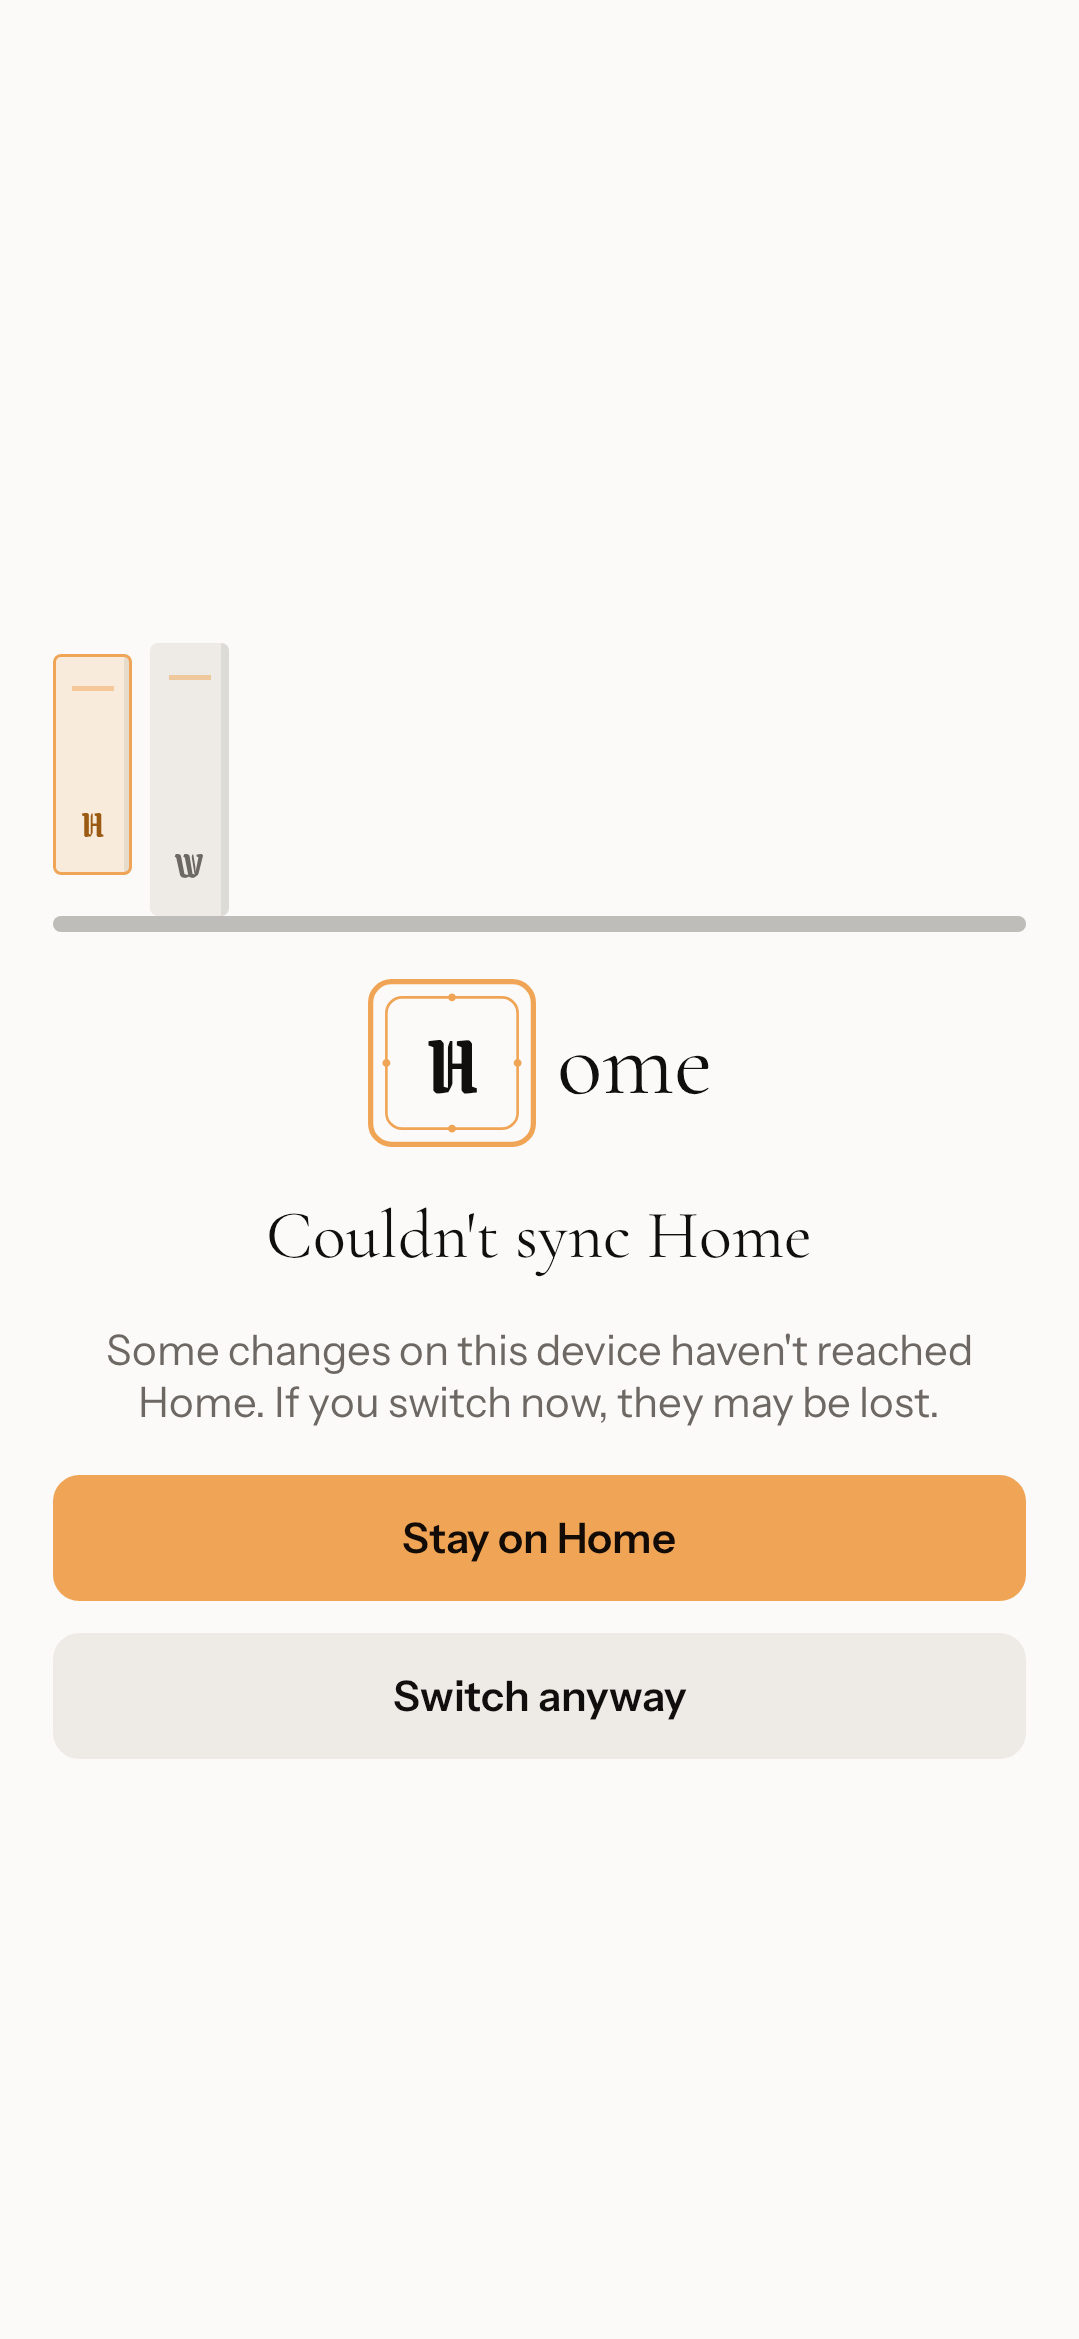 H
W
Home
Couldn't sync Home
Some changes on this device haven't reached
Home. If you switch now, they may be lost.
Stay on Home
Switch anyway